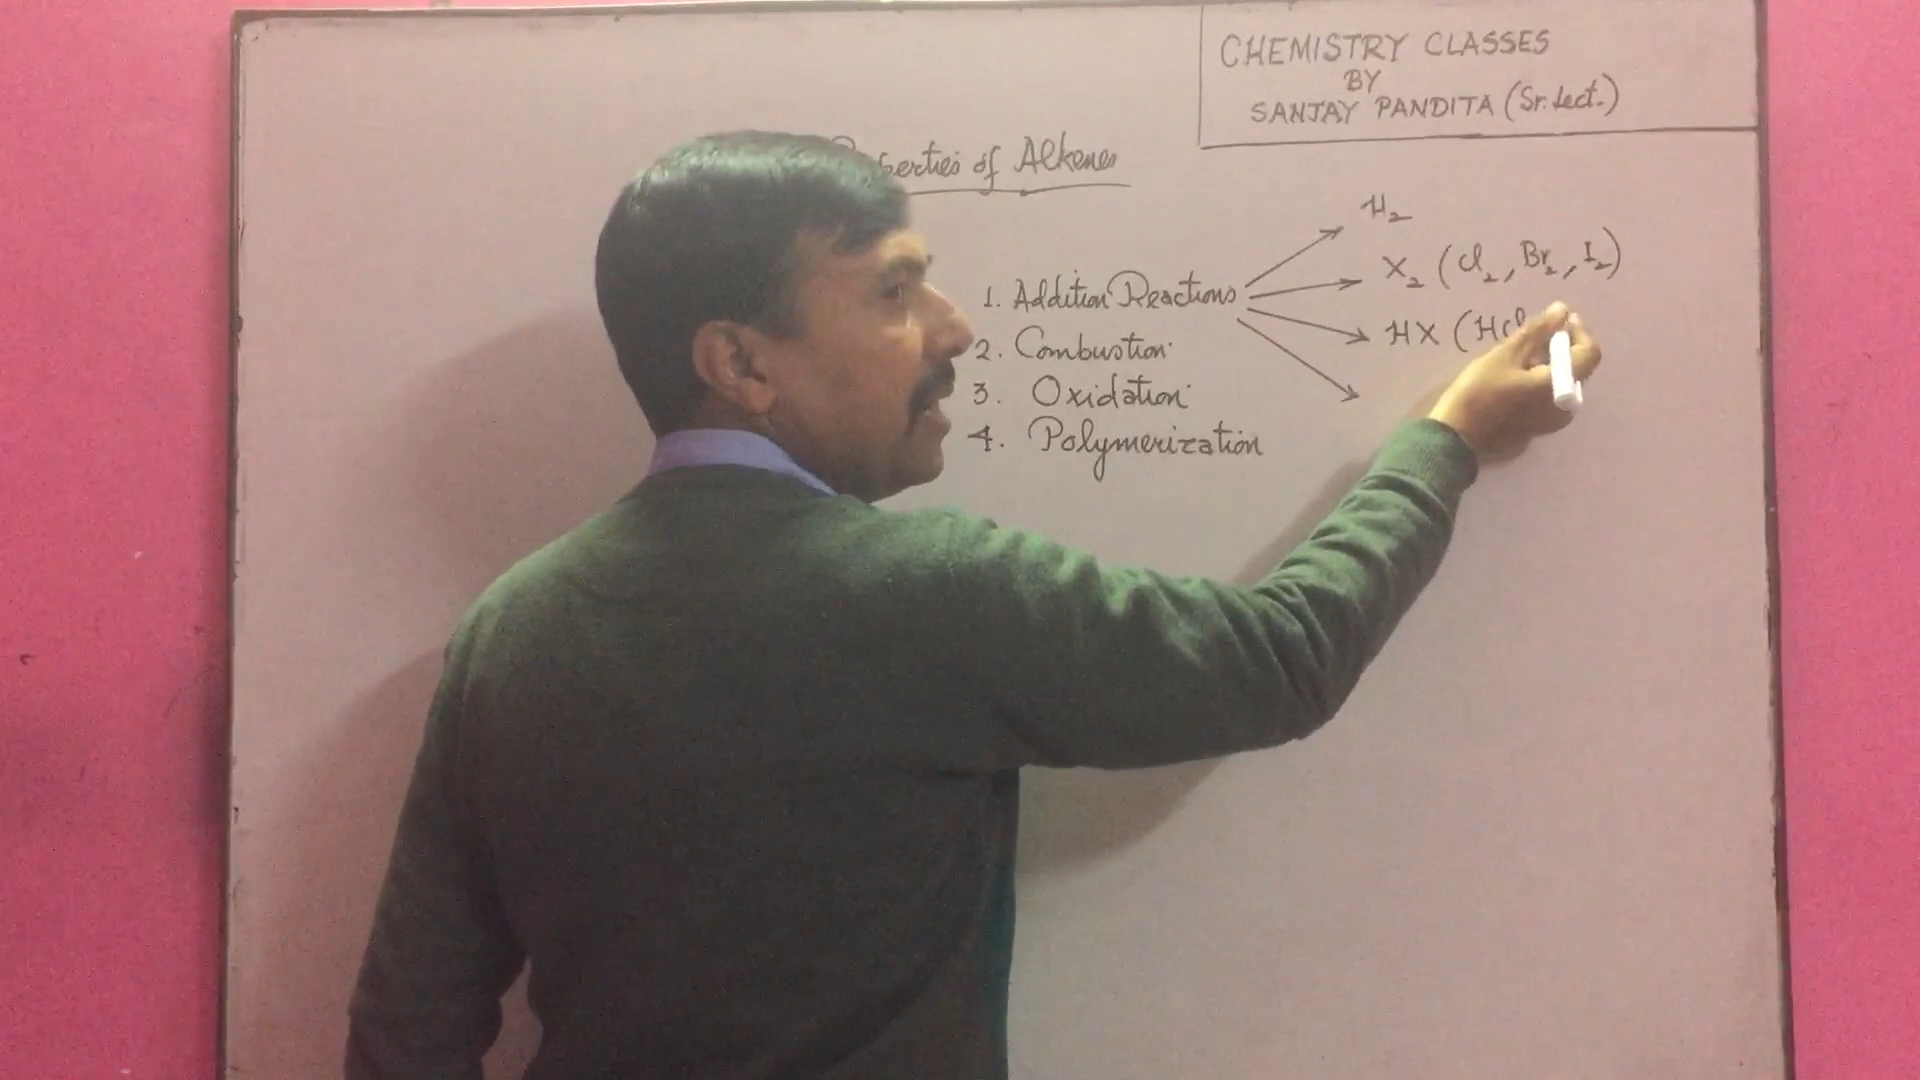 CHEMISTRY CLASSES
BY
SANJAY PANDITA (Sr. Lect.)
of Alkenes
H₂
X₂ (Cl₂, Br₂, I₂)
1. Addition Reactions
HX (HCl
2. Combustion
3. Oxidation
4. Polymerization